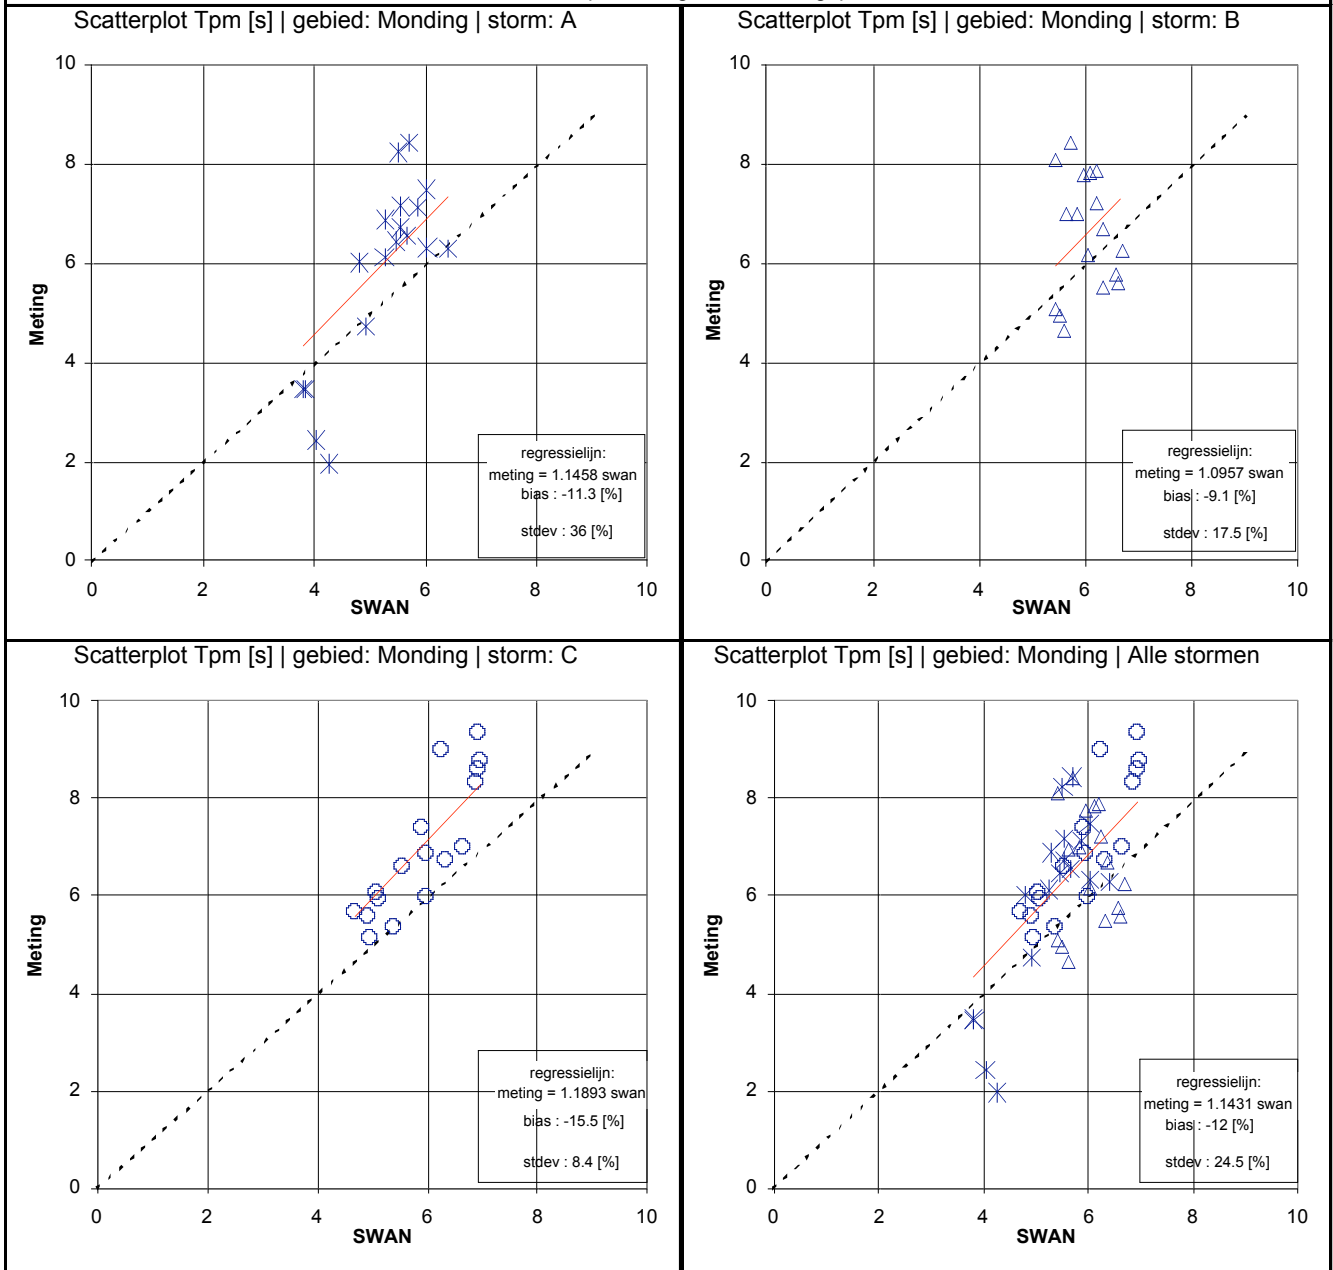 Scatterplot Tpm [s] | gebied: Monding | storm: A
10
8
6
4
2
0
Meting
regressielijn:
meting = 1.1458 swan
bias : -11.3 [%]
stdev : 36 [%]
0 2 4 6 8 10
SWAN
Scatterplot Tpm [s] | gebied: Monding | storm: B
10
8
6
4
2
0
Meting
regressielijn:
meting = 1.0957 swan
bias : -9.1 [%]
stdev : 17.5 [%]
0 2 4 6 8 10
SWAN
Scatterplot Tpm [s] | gebied: Monding | storm: C
10
8
6
4
2
0
Meting
regressielijn:
meting = 1.1893 swan
bias : -15.5 [%]
stdev : 8.4 [%]
0 2 4 6 8 10
SWAN
Scatterplot Tpm [s] | gebied: Monding | Alle stormen
10
8
6
4
2
0
Meting
regressielijn:
meting = 1.1431 swan
bias : -12 [%]
stdev : 24.5 [%]
0 2 4 6 8 10
SWAN